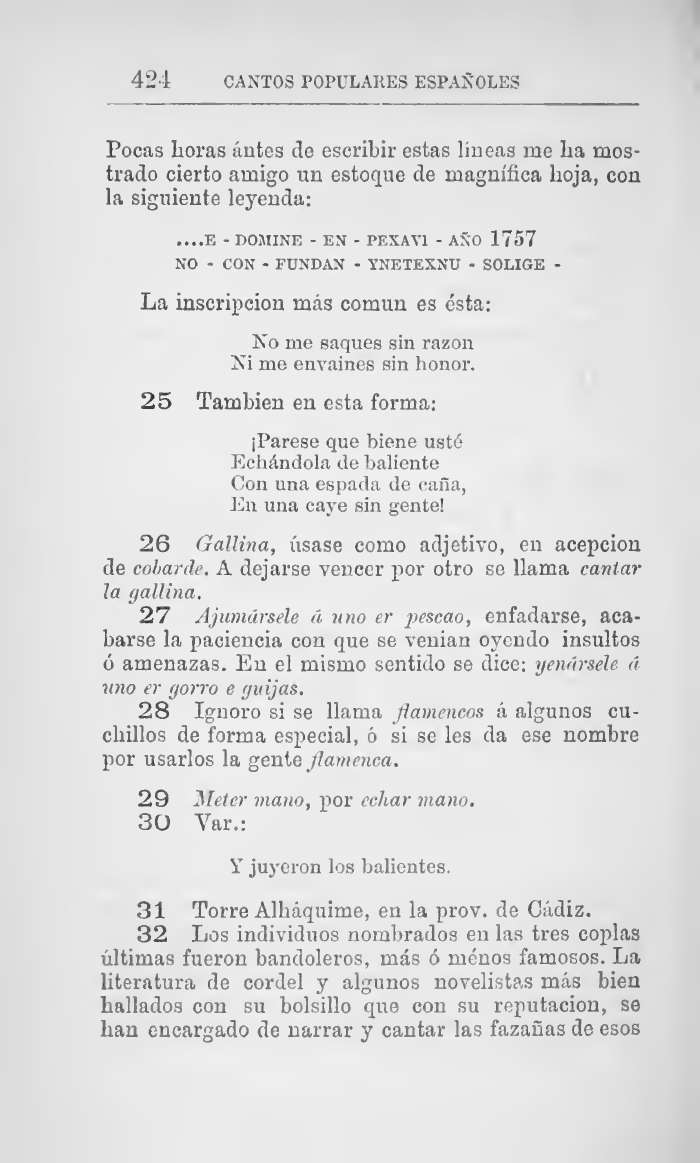 424 CANTOS POPULARES ESPAÑOLES
Pocas horas ántes de escribir estas líneas me ha mos-
trado cierto amigo un estoque de magnífica hoja, con
la siguiente leyenda:
....E - DOMINE - EN - PEXAVI - AÑO 1757
NO - CON - FUNDAN - YNETEXNU - SOLIGE -
La inscripcion más comun es ésta:
No me saques sin razon
Ni me envaines sin honor.
25 Tambien en esta forma:
¡Parese que biene usté
Echándola de baliente
Con una espada de caña,
En una caye sin gente!
26 Gallina, úsase como adjetivo, en acepcion
de cobarde. A dejarse vencer por otro se llama cantar
la gallina.
27 Ajumársele á uno er pescao, enfadarse, aca-
barse la paciencia con que se venian oyendo insultos
ó amenazas. En el mismo sentido se dice: yenársele á
uno er gorro e guijas.
28 Ignoro si se llama flamencos á algunos cu-
chillos de forma especial, ó si se les da ese nombre
por usarlos la gente flamenca.
29 Meter mano, por echar mano.
30 Var.:
Y juyeron los balientes.
31 Torre Alháquime, en la prov. de Cádiz.
32 Los individuos nombrados en las tres coplas
últimas fueron bandoleros, más ó ménos famosos. La
literatura de cordel y algunos novelistas más bien
hallados con su bolsillo que con su reputacion, se
han encargado de narrar y cantar las fazañas de esos